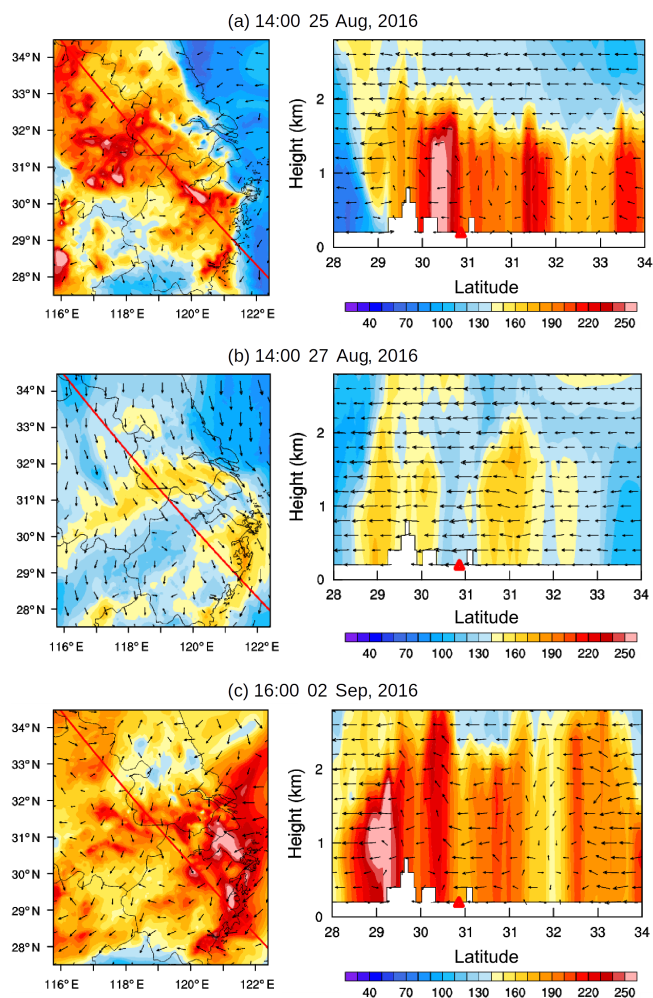 (a) 14:00 25 Aug, 2016
34° N
33° N
32° N
31° N
30° N
29° N
28° N
116° E 118° E 120° E 122° E
Height (km)
2
1
0
28 29 30 31 32 33 34
Latitude
40 70 100 130 160 190 220 250
(b) 14:00 27 Aug, 2016
34° N
33° N
32° N
31° N
30° N
29° N
28° N
116° E 118° E 120° E 122° E
Height (km)
2
1
0
28 29 30 31 32 33 34
Latitude
40 70 100 130 160 190 220 250
(c) 16:00 02 Sep, 2016
34° N
33° N
32° N
31° N
30° N
29° N
28° N
116° E 118° E 120° E 122° E
Height (km)
2
1
0
28 29 30 31 32 33 34
Latitude
40 70 100 130 160 190 220 250